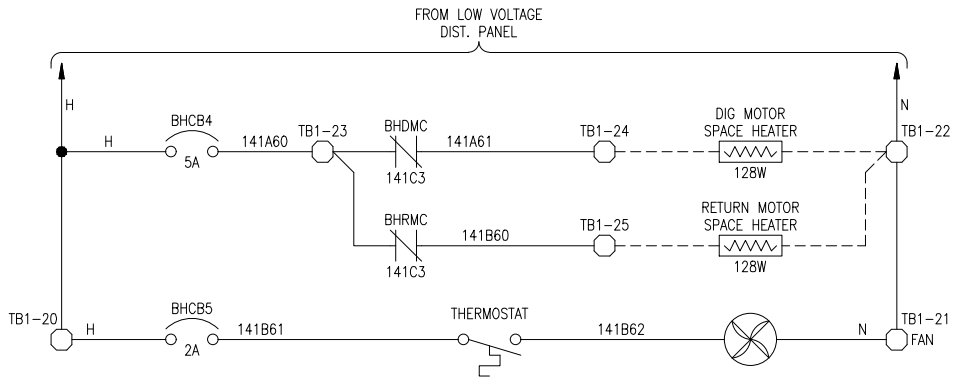 FROM LOW VOLTAGE
DIST. PANEL
H
N
H
BHCB4
5A
141A60
TB1-23
BHDMC
141C3
141A61
TB1-24
DIG MOTOR
SPACE HEATER
128W
TB1-22
BHRMC
141C3
141B60
TB1-25
RETURN MOTOR
SPACE HEATER
128W
TB1-20
H
BHCB5
2A
141B61
THERMOSTAT
141B62
N
TB1-21
FAN